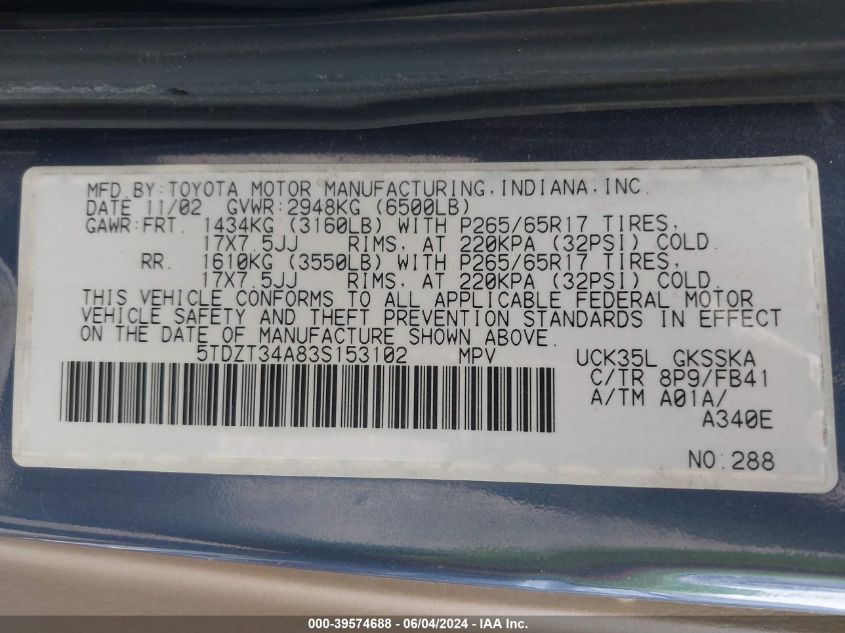 MFD.BY:TOYOTA MOTOR MANUFACTURING,INDIANA,INC.
DATE 11/02 GVWR:2948KG (6500LB)
GAWR:FRT. 1434KG (3160LB) WITH P265/65R17 TIRES,
17X7.5JJ RIMS, AT 220KPA (32PSI) COLD.
RR. 1610KG (3550LB) WITH P265/65R17 TIRES,
17X7.5JJ RIMS, AT 220KPA (32PSI) COLD.
THIS VEHICLE CONFORMS TO ALL APPLICABLE FEDERAL MOTOR
VEHICLE SAFETY AND THEFT PREVENTION STANDARDS IN EFFECT
ON THE DATE OF MANUFACTURE SHOWN ABOVE.
5TDZT34A83S153102 MPV UCK35L GKSSKA
C/TR 8P9/FB41
A/TM A01A/
A340E
NO:288
000-39574688 - 06/04/2024 - IAA Inc.